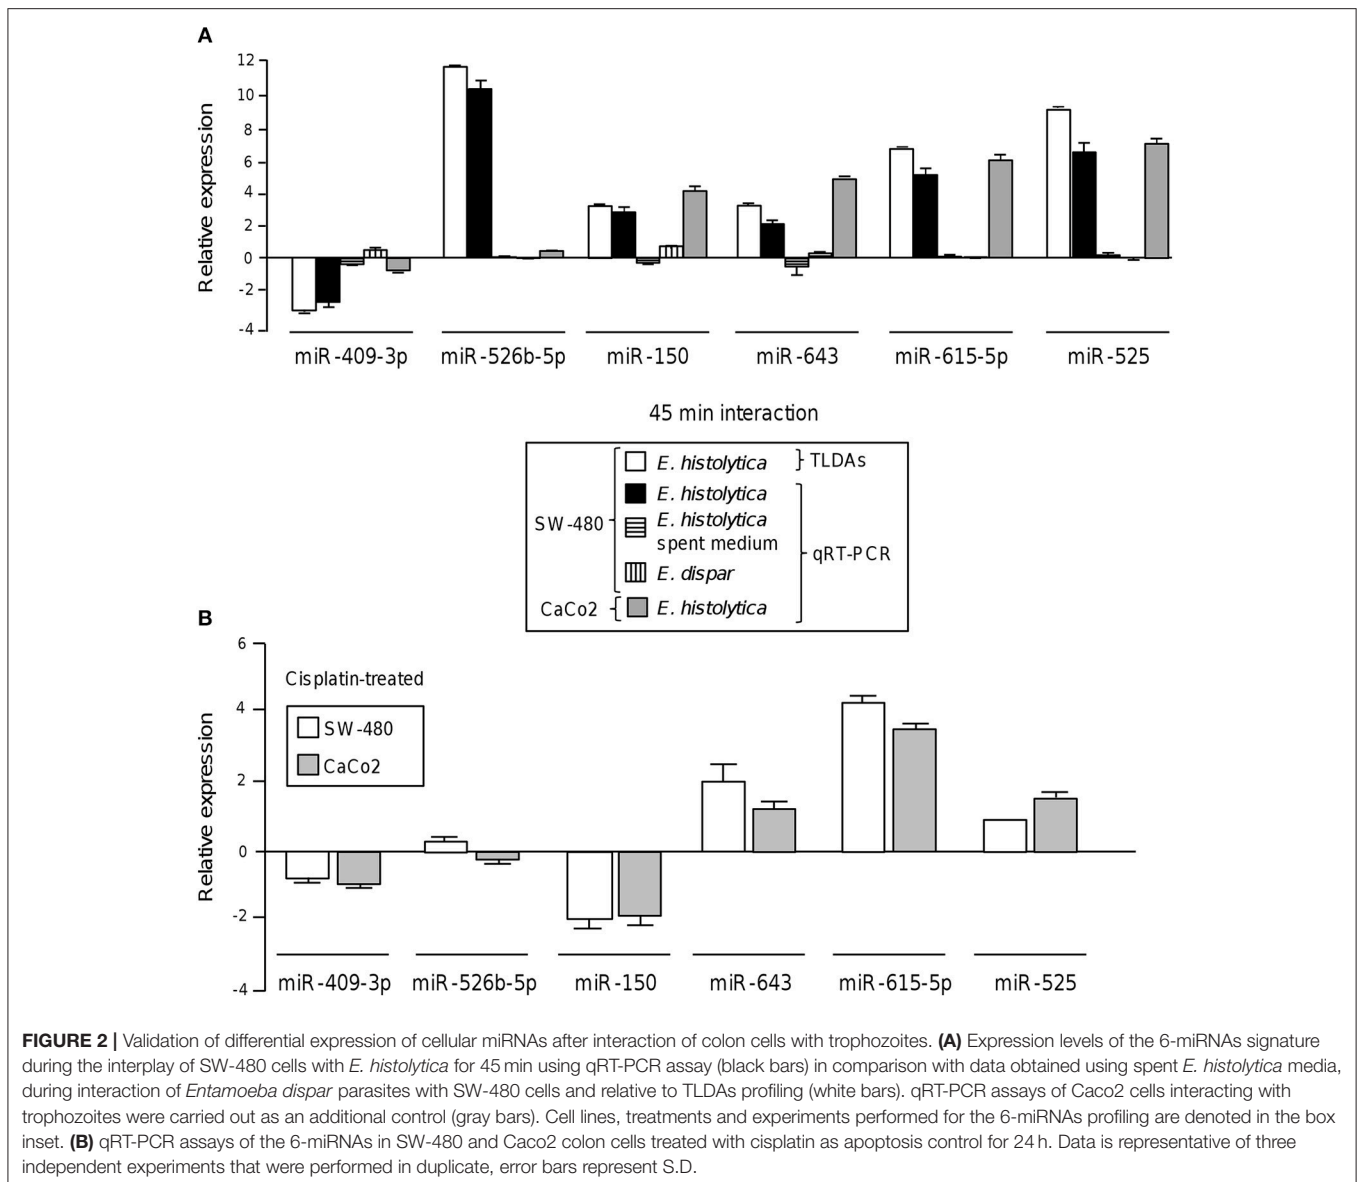 A
12
10
8
6
4
2
0
-2
-4
Relative expression
miR-409-3p miR-526b-5p miR-150 miR-643 miR-615-5p miR-525
45 min interaction
SW-480
E. histolytica
TLDAs
E. histolytica
E. histolytica
spent medium
E. dispar
qRT-PCR
CaCo2
E. histolytica
B
6
4
2
0
-2
-4
Relative expression
Cisplatin-treated
SW-480
CaCo2
miR-409-3p miR-526b-5p miR-150 miR-643 miR-615-5p miR-525
FIGURE 2 | Validation of differential expression of cellular miRNAs after interaction of colon cells with trophozoites. (A) Expression levels of the 6-miRNAs signature
during the interplay of SW-480 cells with E. histolytica for 45 min using qRT-PCR assay (black bars) in comparison with data obtained using spent E. histolytica media,
during interaction of Entamoeba dispar parasites with SW-480 cells and relative to TLDAs profiling (white bars). qRT-PCR assays of Caco2 cells interacting with
trophozoites were carried out as an additional control (gray bars). Cell lines, treatments and experiments performed for the 6-miRNAs profiling are denoted in the box
inset. (B) qRT-PCR assays of the 6-miRNAs in SW-480 and Caco2 colon cells treated with cisplatin as apoptosis control for 24 h. Data is representative of three
independent experiments that were performed in duplicate, error bars represent S.D.